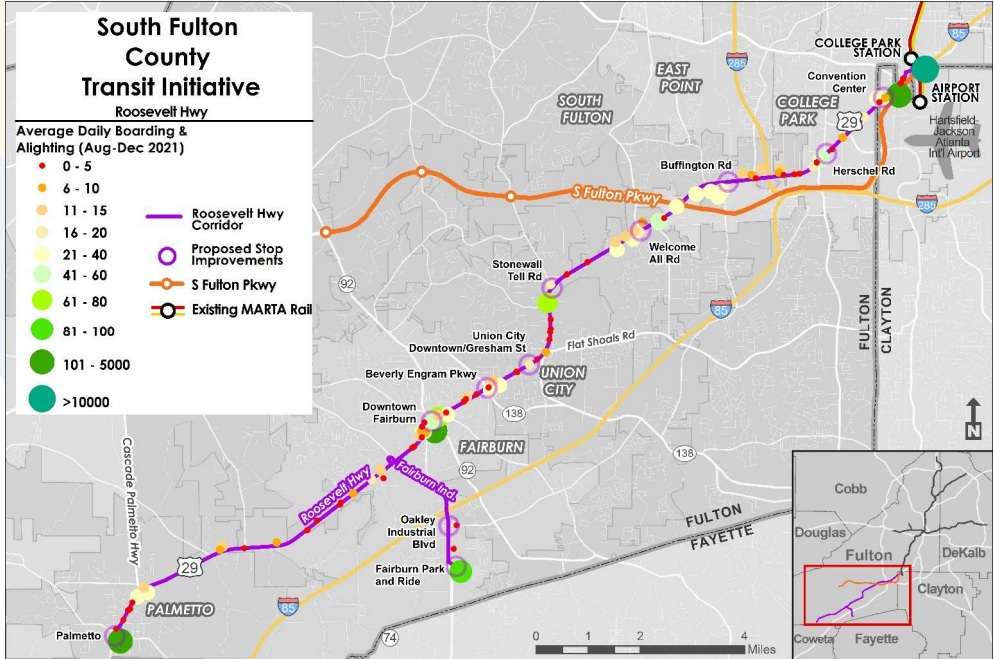 South Fulton
County
Transit Initiative
Roosevelt Hwy
Average Daily Boarding &
Alighting (Aug-Dec 2021)
0 - 5
6 - 10
11 - 15
16 - 20
21 - 40
41 - 60
61 - 80
81 - 100
101 - 5000
>10000
Roosevelt Hwy
Corridor
Proposed Stop
Improvements
S Fulton Pkwy
Existing MARTA Rail
85
COLLEGE PARK
STATION
285
EAST
POINT
Convention
Center
AIRPORT
STATION
SOUTH
FULTON
COLLEGE
PARK
29
Hartsfield-
Jackson
Atlanta
Int'l Airport
Buffington Rd
Herschel Rd
S Fulton Pkwy
285
Welcome
All Rd
Stonewall
Tell Rd
92
85
FULTON
CLAYTON
Union City
Downtown/Gresham St
Flat Shoals Rd
Beverly Engram Pkwy
UNION
CITY
138
Downtown
Fairburn
FAIRBURN
138
N
92
Cascade Palmetto Hwy
Roosevelt Hwy
Fairburn Ind.
Oakley
Industrial
Blvd
FULTON
FAYETTE
29
Fairburn Park
and Ride
PALMETTO
85
Palmetto
74
0 1 2 4
Miles
Cobb
Douglas
Fulton
DeKalb
Clayton
Coweta
Fayette